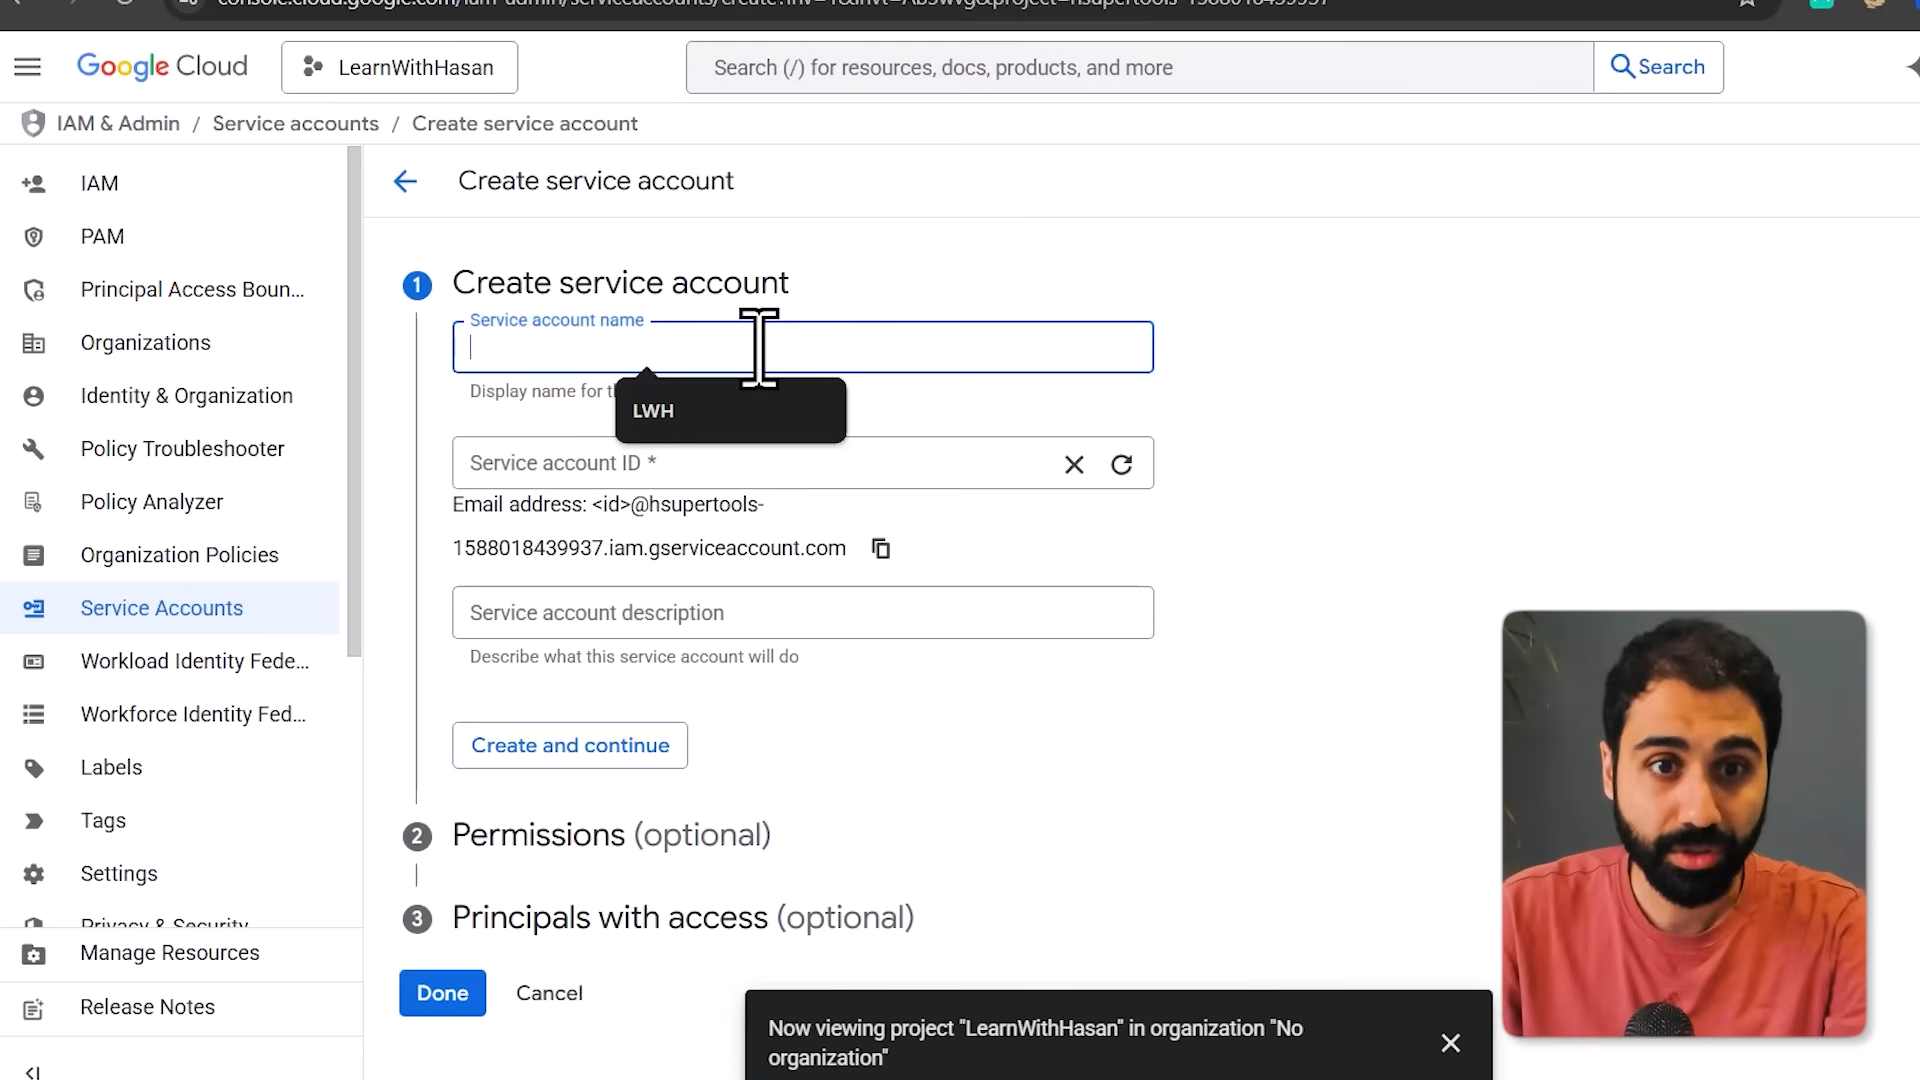 Google Cloud
LearnWithHasan
Search (/) for resources, docs, products, and more
Search
IAM & Admin / Service accounts / Create service account
IAM
PAM
Principal Access Boun...
Organizations
Identity & Organization
Policy Troubleshooter
Policy Analyzer
Organization Policies
Service Accounts
Workload Identity Fede...
Workforce Identity Fed...
Labels
Tags
Settings
Privacy & Security
Manage Resources
Release Notes
Create service account
1 Create service account
Service account name
Display name for
LWH
Service account ID *
Email address: <id>@hsupertools-
1588018439937.iam.gserviceaccount.com
Service account description
Describe what this service account will do
Create and continue
2 Permissions (optional)
3 Principals with access (optional)
Done
Cancel
Now viewing project "LearnWithHasan" in organization "No
organization"